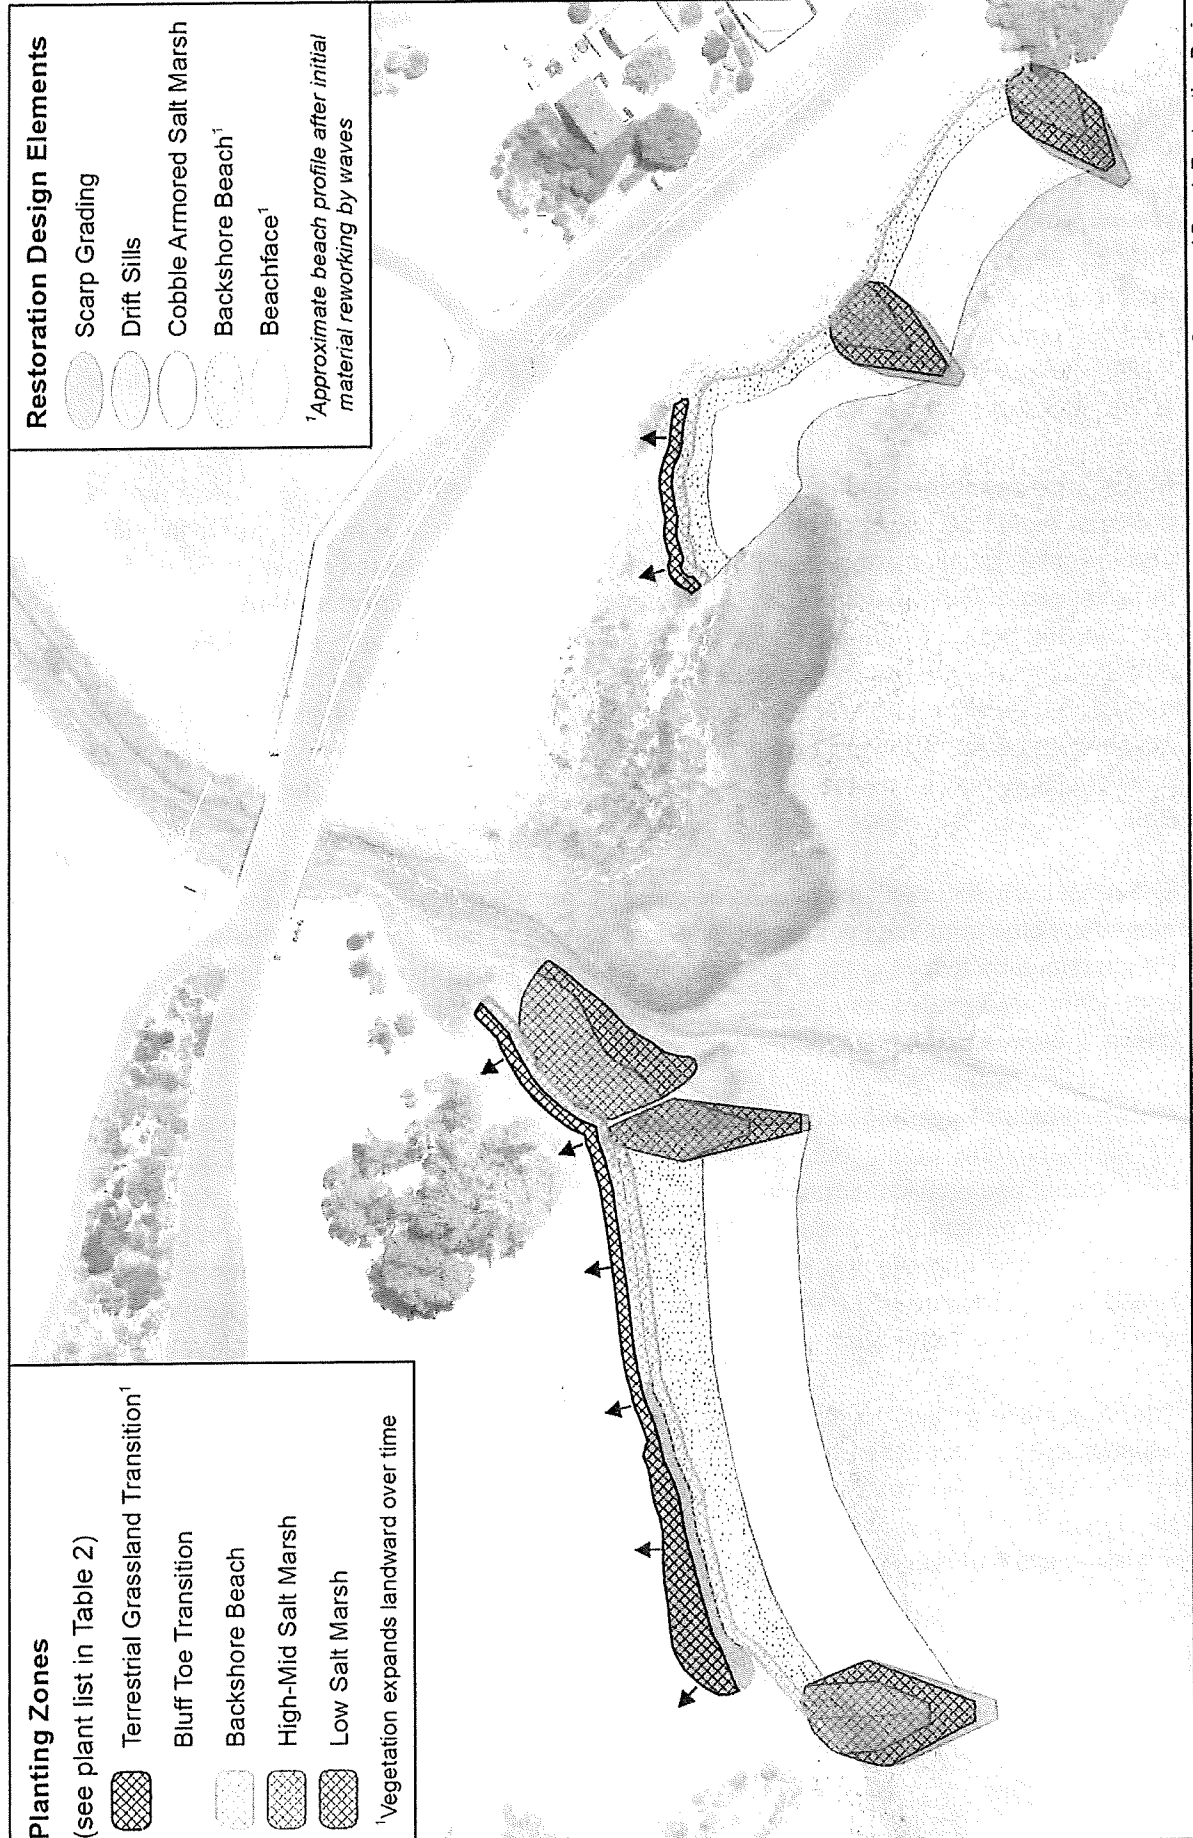 Planting Zones
(see plant list in Table 2)
Terrestrial Grassland Transition¹
Bluff Toe Transition
Backshore Beach
High-Mid Salt Marsh
Low Salt Marsh
¹Vegetation expands landward over time
Restoration Design Elements
Scarp Grading
Drift Sills
Cobble Armored Salt Marsh
Backshore Beach¹
Beachface¹
¹Approximate beach profile after initial
material reworking by waves